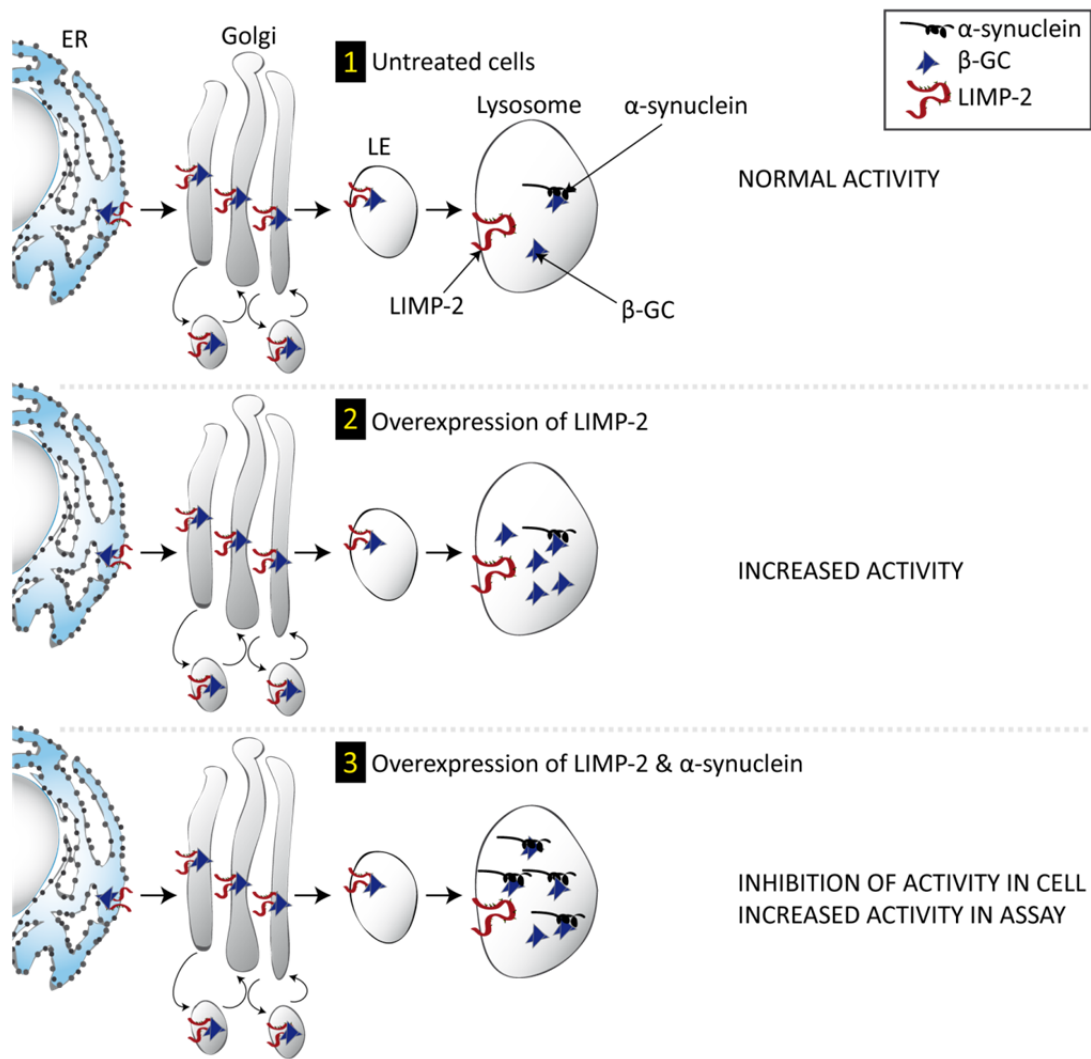 ER
Golgi
1 Untreated cells
α-synuclein
β-GC
LIMP-2
Lysosome
α-synuclein
LE
NORMAL ACTIVITY
LIMP-2
β-GC
2 Overexpression of LIMP-2
INCREASED ACTIVITY
3 Overexpression of LIMP-2 & α-synuclein
INHIBITION OF ACTIVITY IN CELL
INCREASED ACTIVITY IN ASSAY